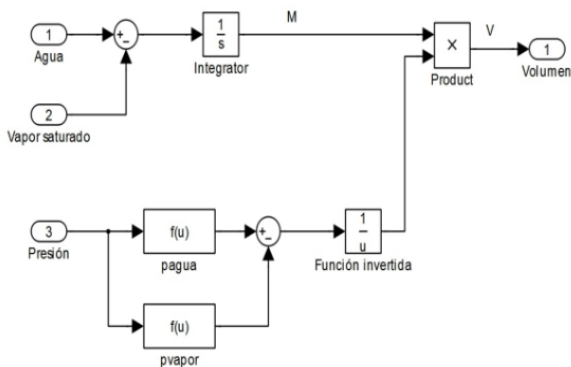 M
V
1
Agua
+
-
1
s
Integrator
×
Product
1
Volumen
2
Vapor saturado
3
Presión
f(u)
pagua
+
-
1
u
Función invertida
f(u)
pvapor